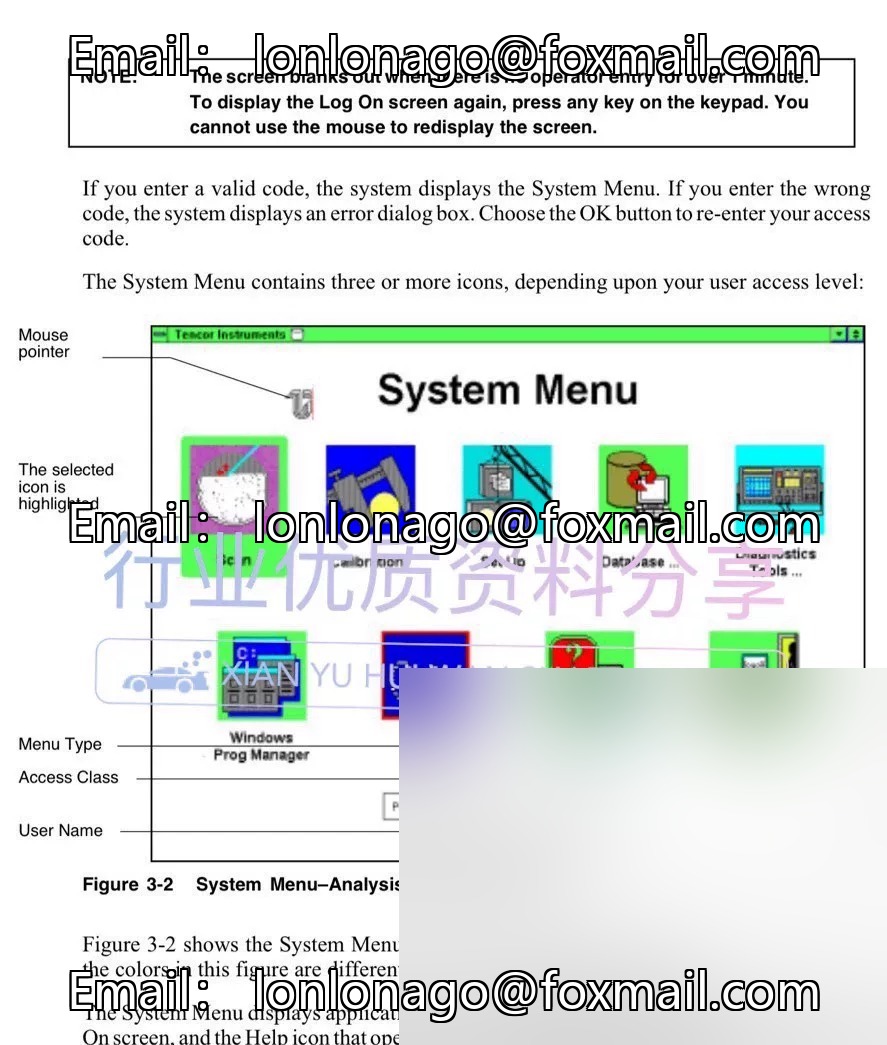 Email: lonlonago@foxmail.com
NOTE: The screen blanks out when there is no operator entry for over 1 minute.
To display the Log On screen again, press any key on the keypad. You
cannot use the mouse to redisplay the screen.
If you enter a valid code, the system displays the System Menu. If you enter the wrong
code, the system displays an error dialog box. Choose the OK button to re-enter your access
code.
The System Menu contains three or more icons, depending upon your user access level:
Mouse
pointer
Tencor Instruments
System Menu
The selected
icon is
highlighted
Email: lonlonago@foxmail.com
Scan
Calibration
Set Up
Database ...
Diagnostics
Tools ...
行业优质资料分享
C:
?
XIAN YU HUI
Windows
Prog Manager
Menu Type
Access Class
User Name
Figure 3-2 System Menu–Analysis
Figure 3-2 shows the System Menu
the colors in this figure are differen
Email: lonlonago@foxmail.com
The System Menu displays applicati
On screen, and the Help icon that ope